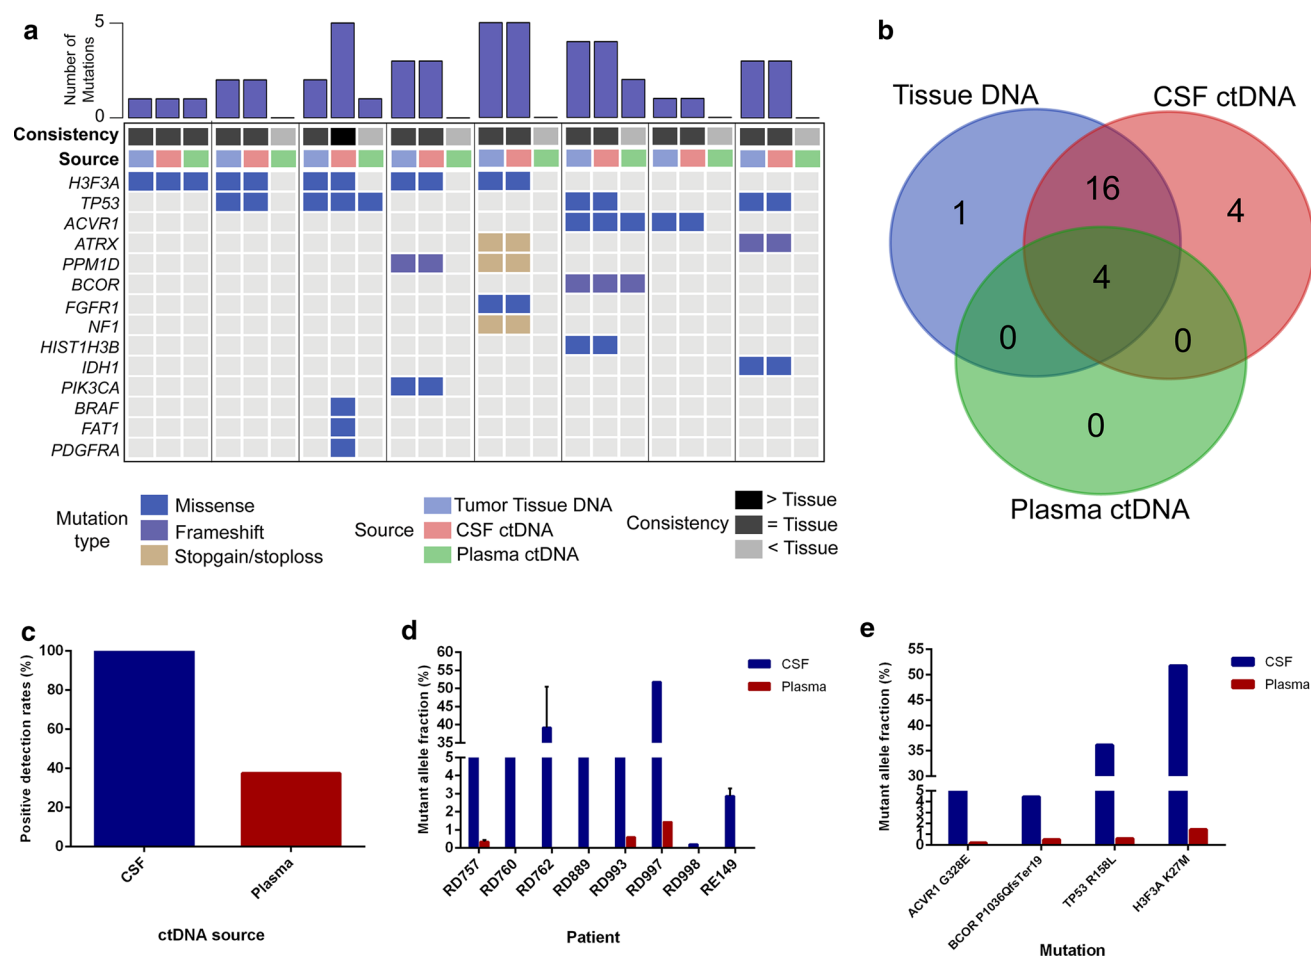 a
5
0
Number of
Mutations
Consistency
Source
H3F3A
TP53
ACVR1
ATRX
PPM1D
BCOR
FGFR1
NF1
HIST1H3B
IDH1
PIK3CA
BRAF
FAT1
PDGFRA
Mutation
type
Missense
Frameshift
Stopgain/stoploss
Source
Tumor Tissue DNA
CSF ctDNA
Plasma ctDNA
Consistency
> Tissue
= Tissue
< Tissue
b
Tissue DNA
CSF ctDNA
1
16
4
4
0
0
0
Plasma ctDNA
c
Positive detection rates (%)
100
80
60
40
20
0
CSF
Plasma
ctDNA source
d
Mutant allele fraction (%)
60
55
50
45
40
35
5
4
3
2
1
0
CSF
Plasma
RD757
RD760
RD762
RD889
RD993
RD997
RD998
RE149
Patient
e
Mutant allele fraction (%)
55
50
45
40
35
30
5
4
3
2
1
0
CSF
Plasma
ACVR1 G328E
BCOR P1036QfsTer19
TP53 R158L
H3F3A K27M
Mutation